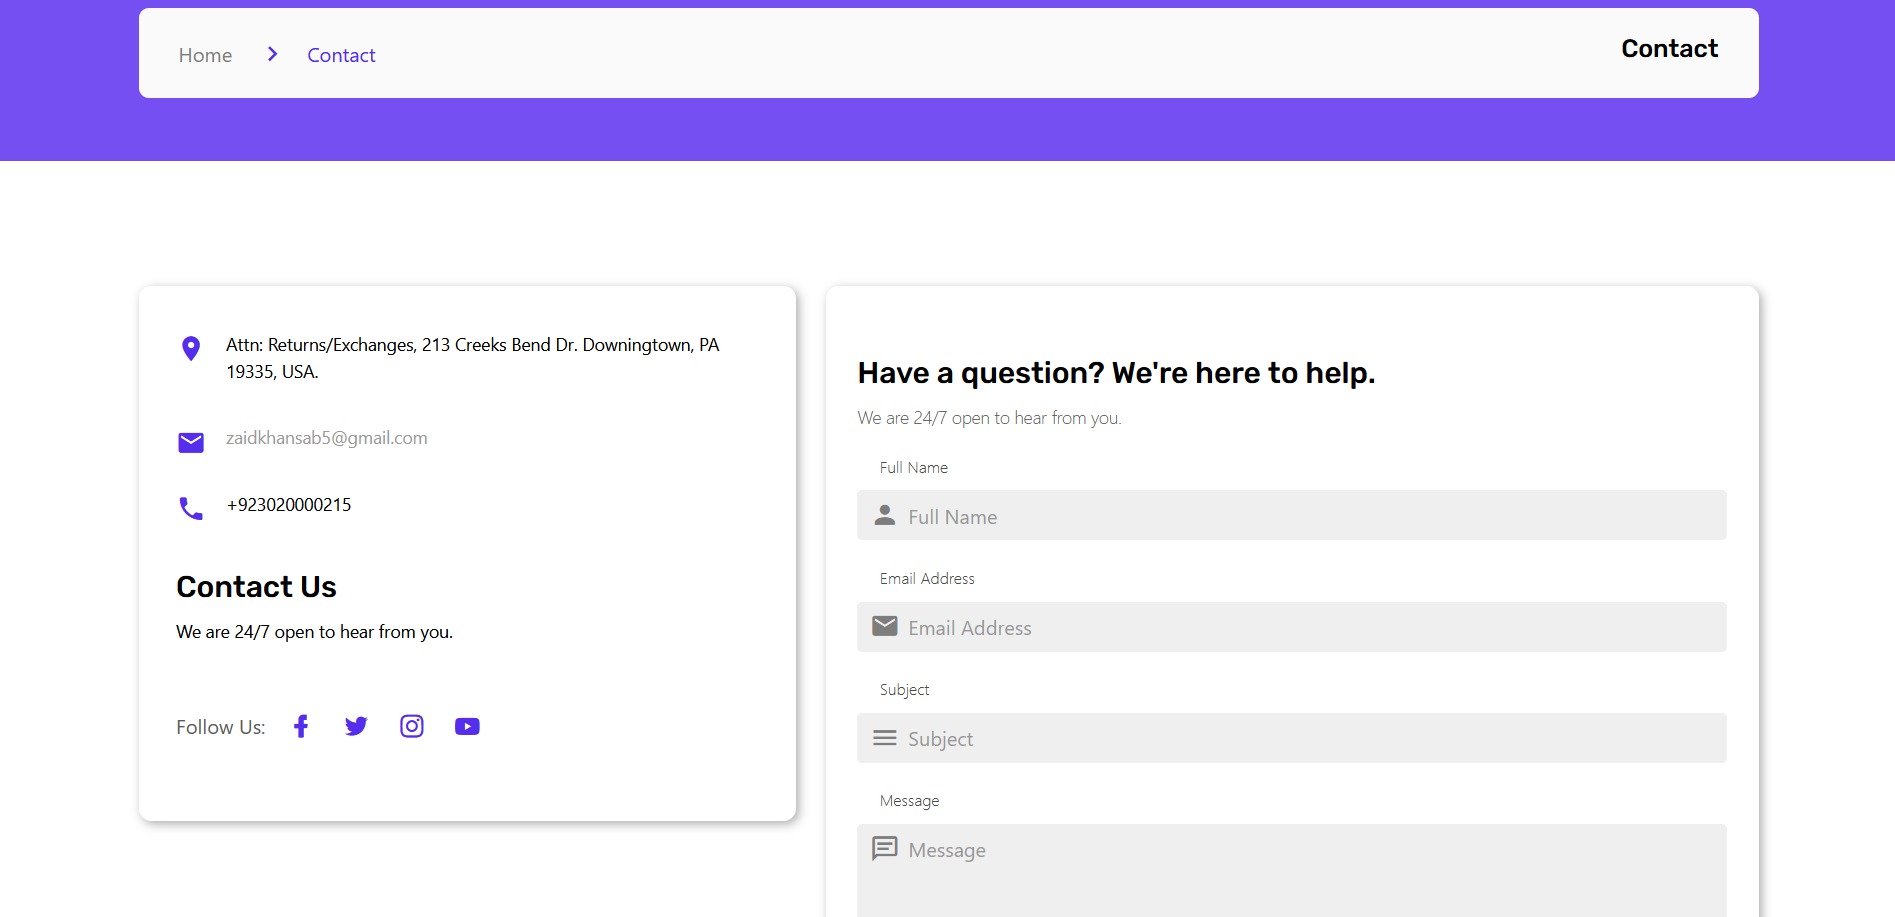 Home
Contact
Contact
Attn: Returns/Exchanges, 213 Creeks Bend Dr. Downingtown, PA
19335, USA.
zaidkhansab5@gmail.com
+923020000215
Contact Us
We are 24/7 open to hear from you.
Follow Us:
Have a question? We're here to help.
We are 24/7 open to hear from you.
Full Name
Full Name
Email Address
Email Address
Subject
Subject
Message
Message